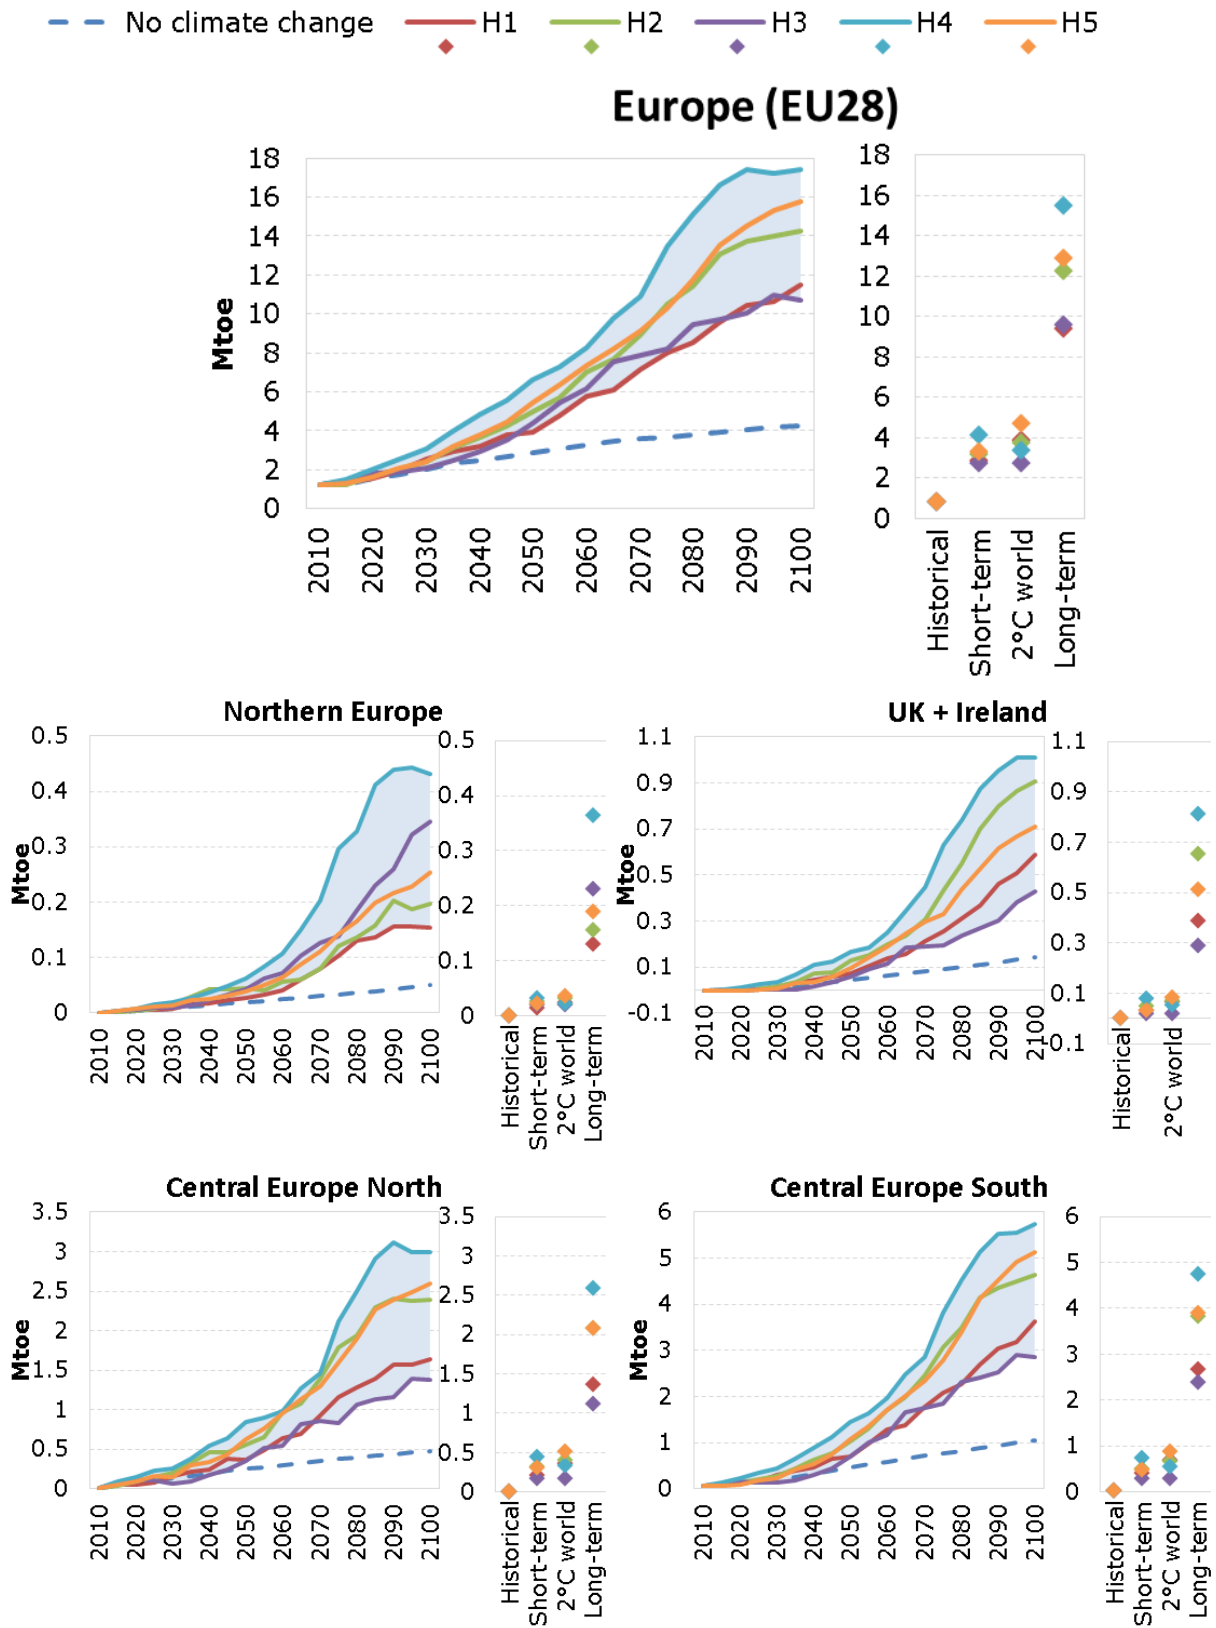 No climate change H1 H2 H3 H4 H5
Europe (EU28)
Mtoe
18
16
14
12
10
8
6
4
2
0
2010 2020 2030 2040 2050 2060 2070 2080 2090 2100
18
16
14
12
10
8
6
4
2
0
Historical
Short-term
2°C world
Long-term
Northern Europe
Mtoe
0.5
0.4
0.3
0.2
0.1
0
2010 2020 2030 2040 2050 2060 2070 2080 2090 2100
0.5
0.4
0.3
0.2
0.1
0
Historical
Short-term
2°C world
Long-term
UK + Ireland
Mtoe
1.1
0.9
0.7
0.5
0.3
0.1
-0.1
2010 2020 2030 2040 2050 2060 2070 2080 2090 2100
1.1
0.9
0.7
0.5
0.3
0.1
-0.1
Historical
2°C world
Central Europe North
Mtoe
3.5
3
2.5
2
1.5
1
0.5
0
2010 2020 2030 2040 2050 2060 2070 2080 2090 2100
3.5
3
2.5
2
1.5
1
0.5
0
Historical
Short-term
2°C world
Long-term
Central Europe South
Mtoe
6
5
4
3
2
1
0
2010 2020 2030 2040 2050 2060 2070 2080 2090 2100
6
5
4
3
2
1
0
Historical
Short-term
2°C world
Long-term